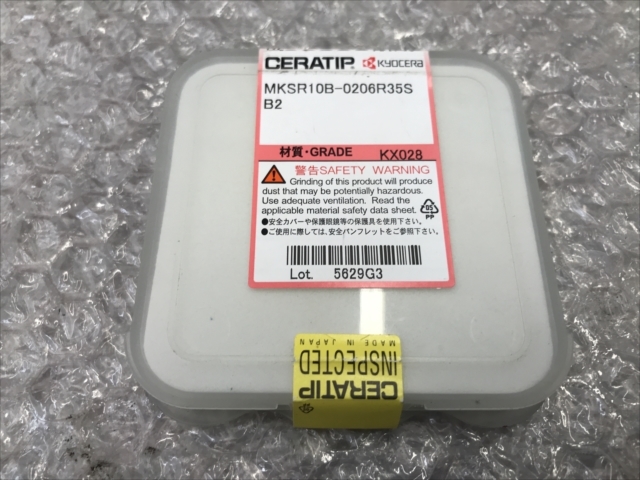 CERATIP KYOCERA
MKSR10B-0206R35S
B2
材質・GRADE KX028
警告SAFETY WARNING
Grinding of this product will produce
dust that may be potentially hazardous.
Use adequate ventilation. Read the
applicable material safety data sheet.
05
PP
●安全カバーや保護眼鏡等の保護具を使用下さい。
●ご使用に際しては、安全パンフレットをご参照下さい。
Lot. 5629G3
MADE IN JAPAN
INSPECTED
CERATIP